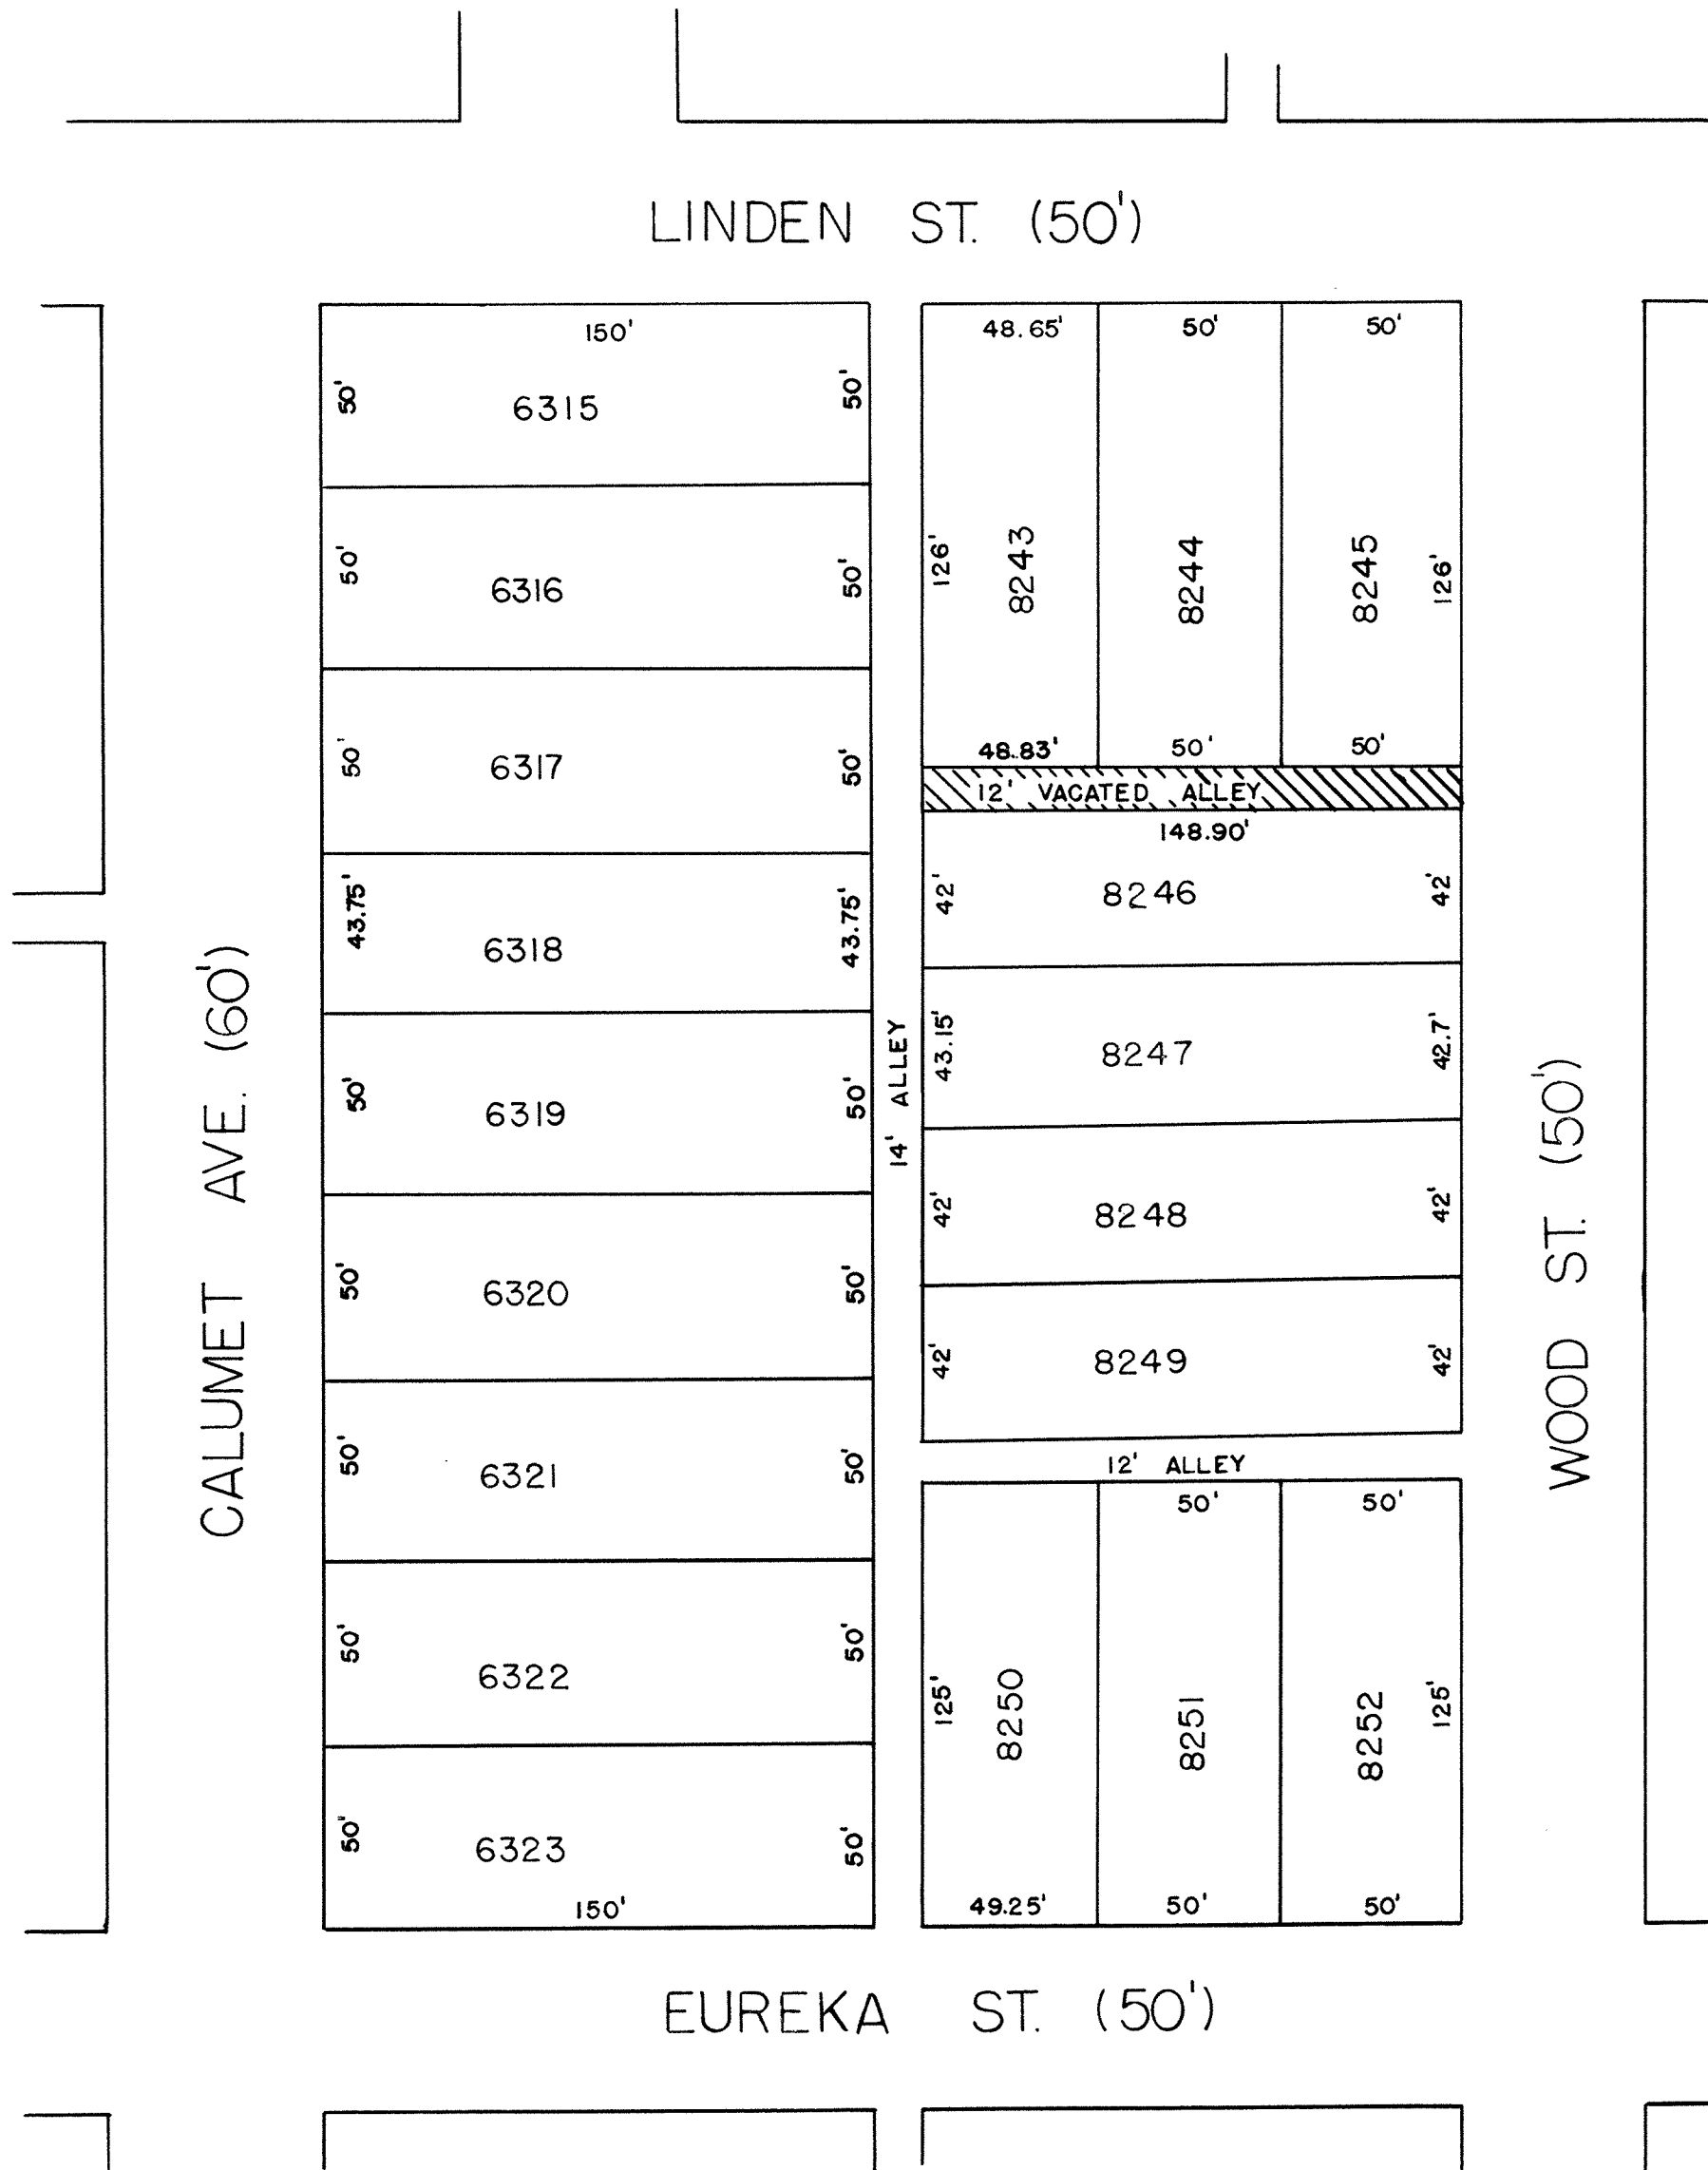 LINDEN ST. (50')
150'
50' 6315 50'
50' 6316 50'
50' 6317 50'
43.75' 6318 43.75'
50' 6319 50'
50' 6320 50'
50' 6321 50'
50' 6322 50'
50' 6323 50'
150'
CALUMET AVE. (60')
14' ALLEY
48.65' 50' 50'
126' 8243 8244 8245 126'
48.83' 50' 50'
12' VACATED ALLEY
148.90'
42' 8246 42'
43.15' 8247 42.7'
42' 8248 42'
42' 8249 42'
12' ALLEY
50' 50'
125' 8250 8251 8252 125'
49.25' 50' 50'
WOOD ST. (50')
EUREKA ST. (50')